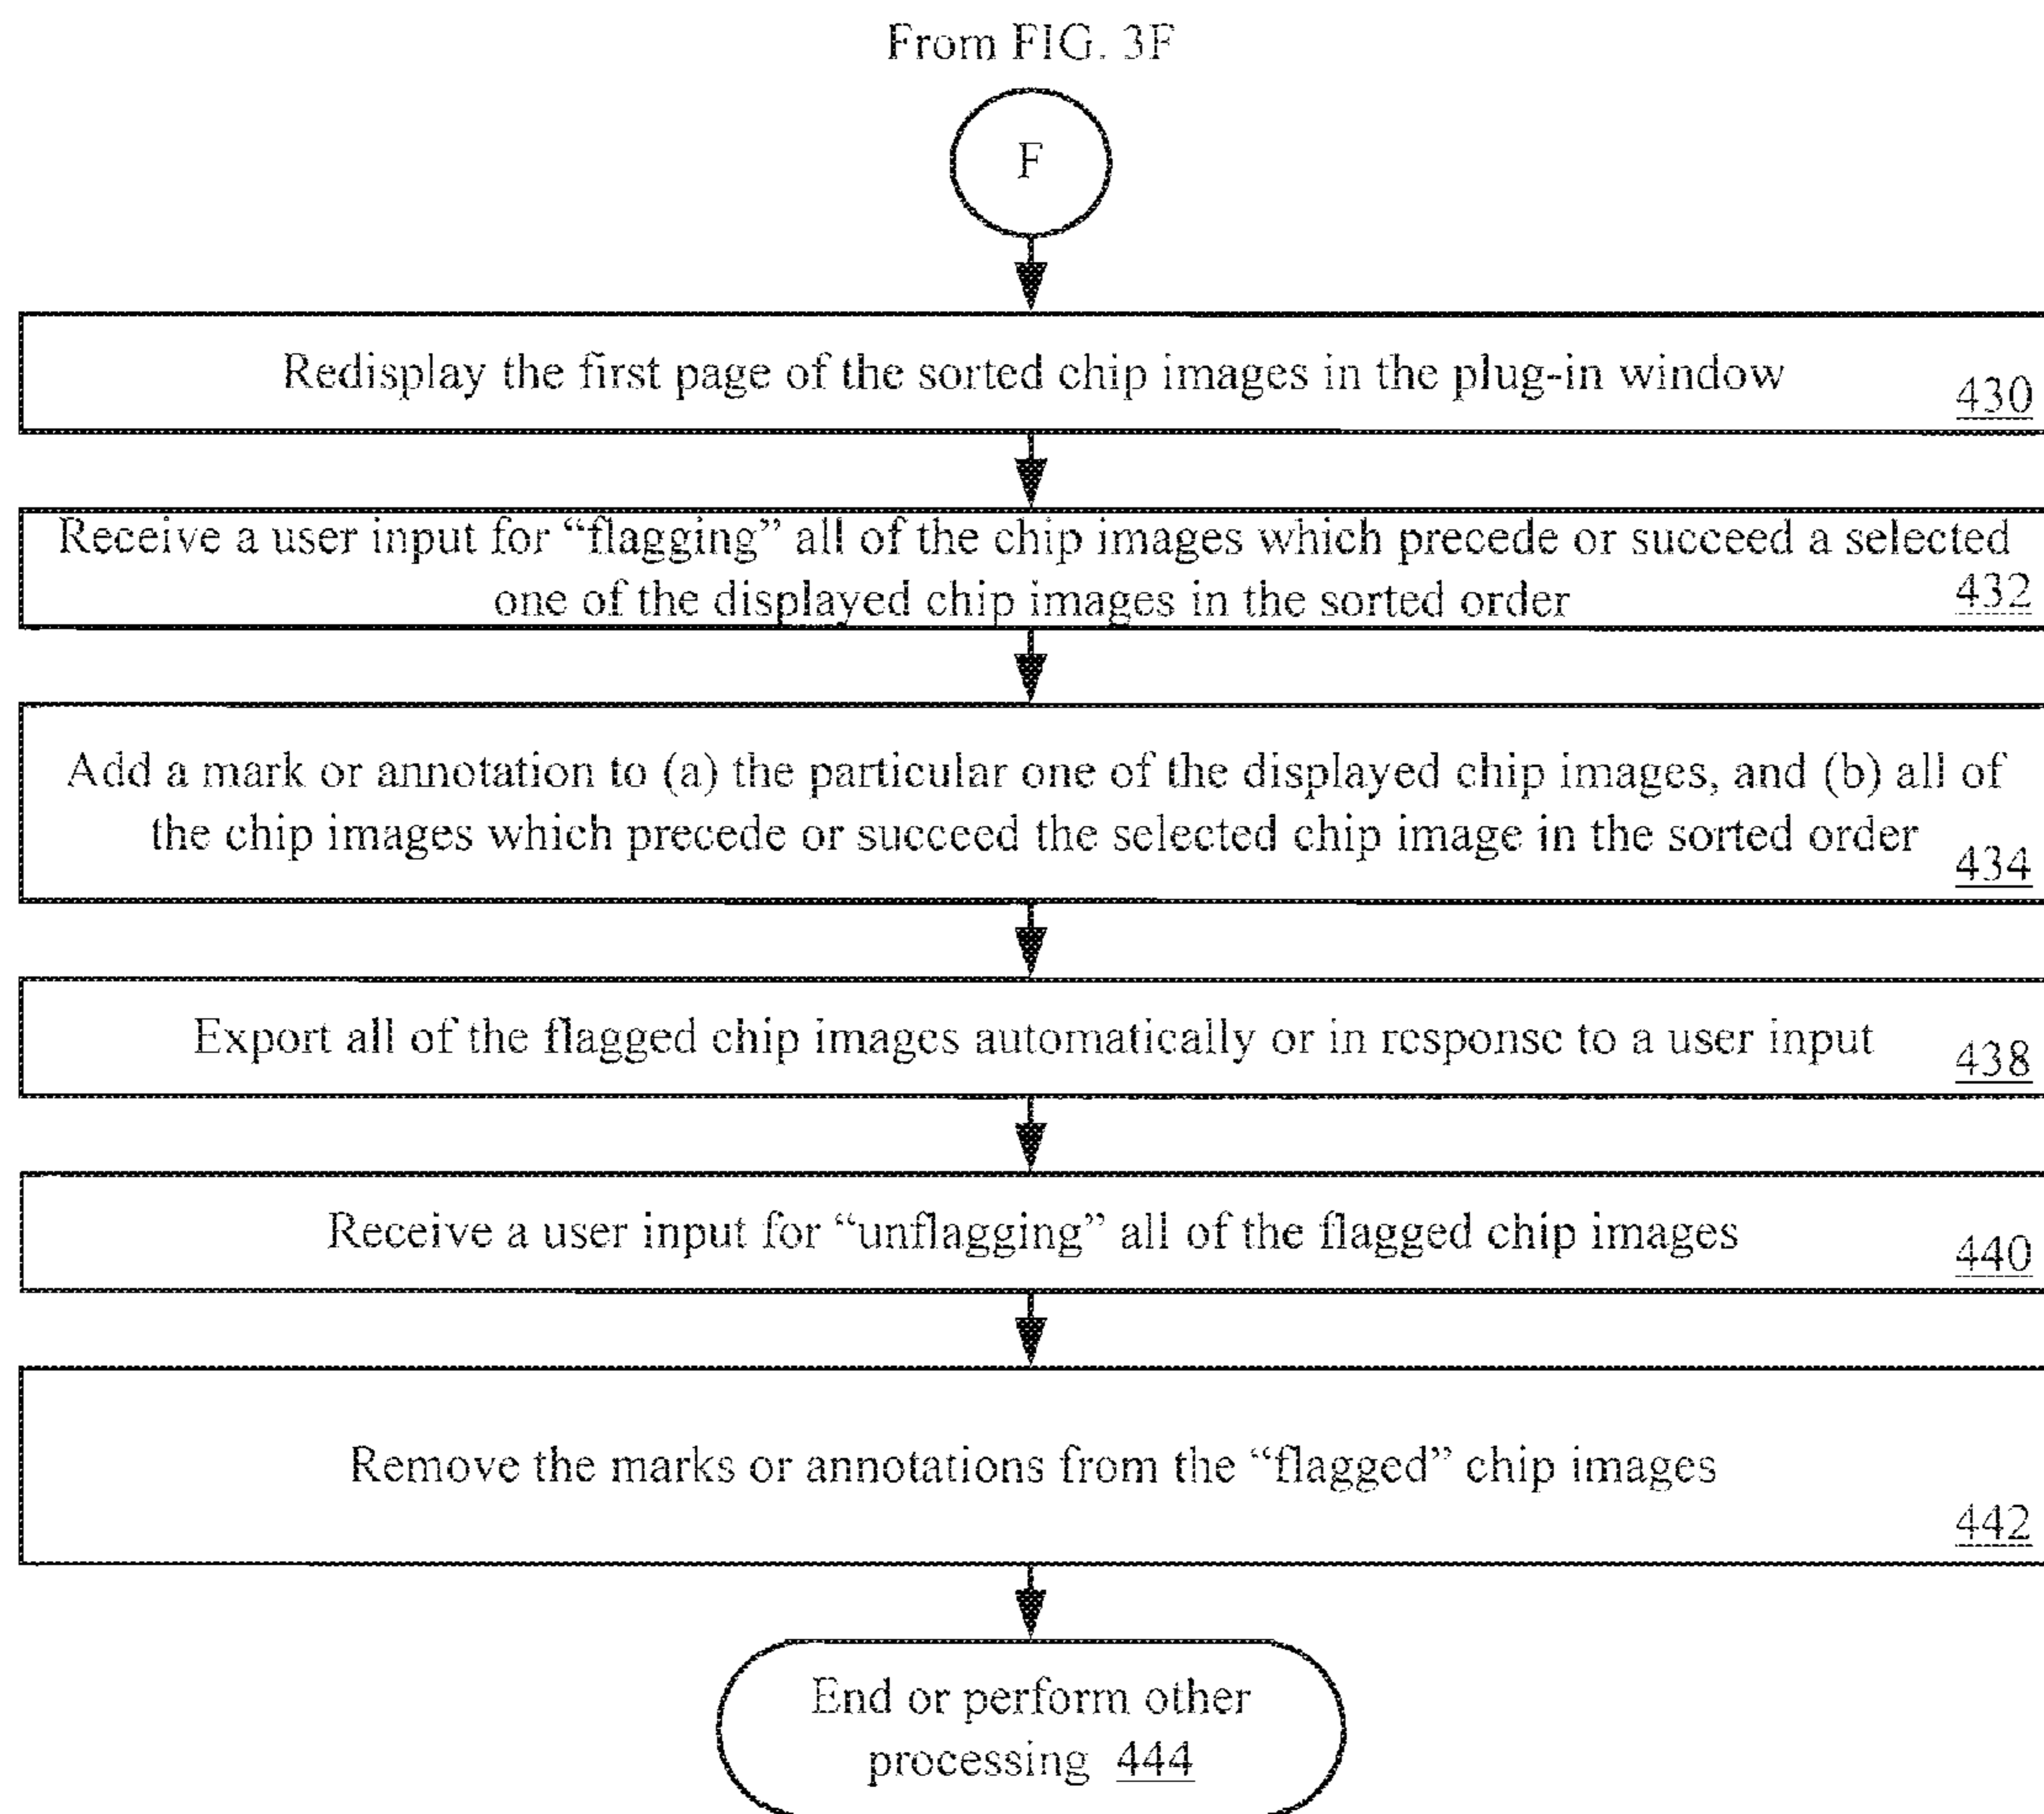 From FIG. 3F
F
Redisplay the first page of the sorted chip images in the plug-in window
430
Receive a user input for “flagging” all of the chip images which precede or succeed a selected
one of the displayed chip images in the sorted order
432
Add a mark or annotation to (a) the particular one of the displayed chip images, and (b) all of
the chip images which precede or succeed the selected chip image in the sorted order
434
Export all of the flagged chip images automatically or in response to a user input
438
Receive a user input for “unflagging” all of the flagged chip images
440
Remove the marks or annotations from the “flagged” chip images
442
End or perform other
processing 444